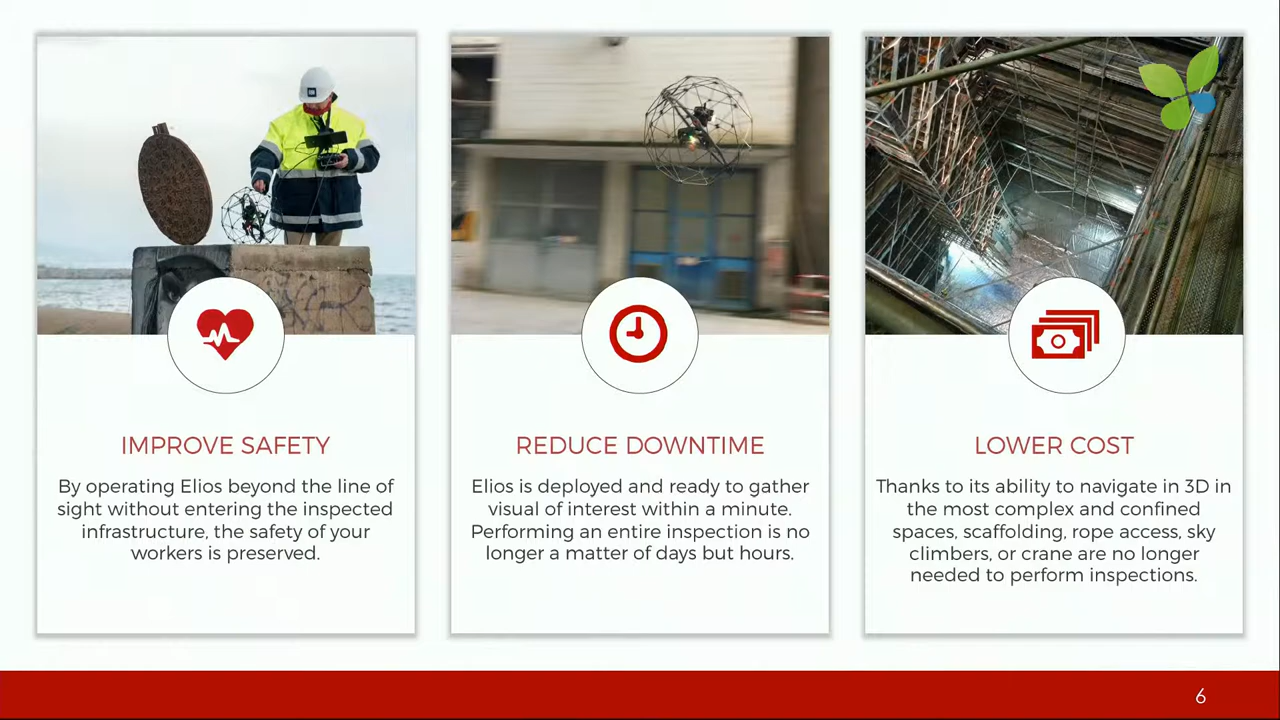 IMPROVE SAFETY
By operating Elios beyond the line of
sight without entering the inspected
infrastructure, the safety of your
workers is preserved.
REDUCE DOWNTIME
Elios is deployed and ready to gather
visual of interest within a minute.
Performing an entire inspection is no
longer a matter of days but hours.
LOWER COST
Thanks to its ability to navigate in 3D in
the most complex and confined
spaces, scaffolding, rope access, sky
climbers, or crane are no longer
needed to perform inspections.
6